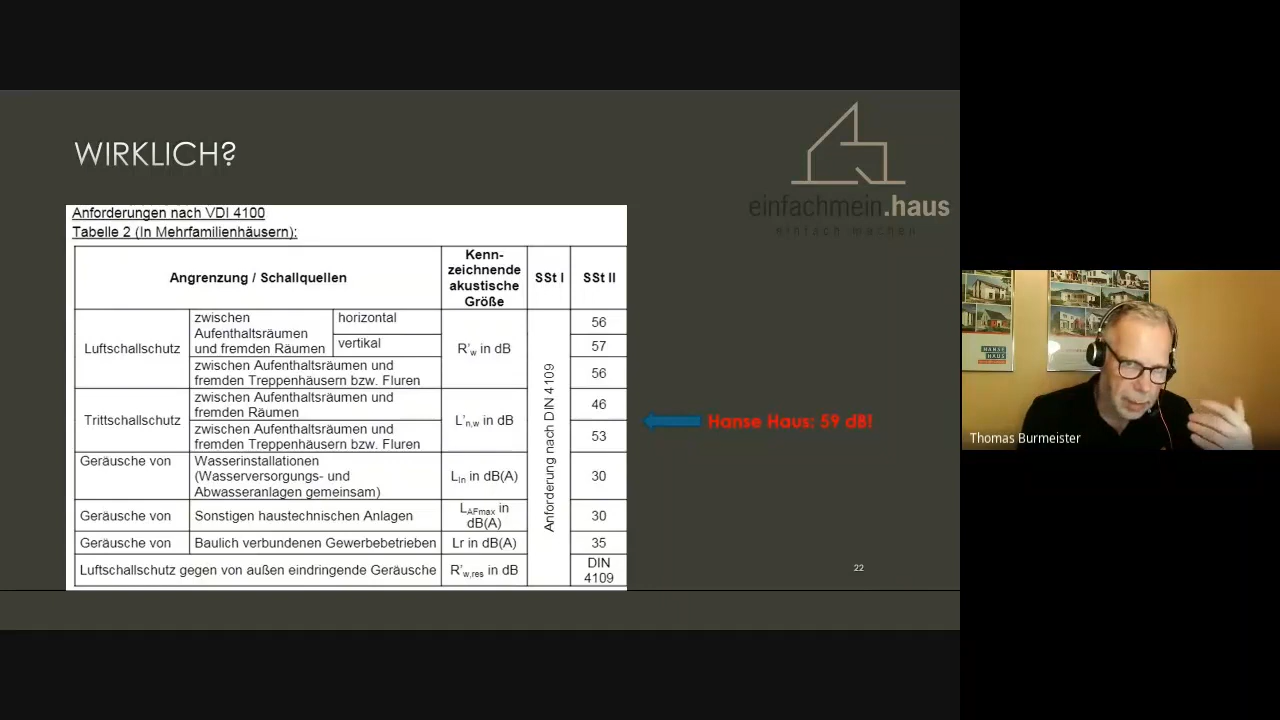 WIRKLICH?
einfachmein.haus
einfach machen
Anforderungen nach VDI 4100
Tabelle 2 (In Mehrfamilienhäusern):
Angrenzung / Schallquellen
Kenn-
zeichnende
akustische
Größe
SSt I
SSt II
Luftschallschutz
zwischen
Aufenthaltsräumen
und fremden Räumen
horizontal
vertikal
R'w in dB
56
57
zwischen Aufenthaltsräumen und
fremden Treppenhäusern bzw. Fluren
56
Anforderung nach DIN 4109
Trittschallschutz
zwischen Aufenthaltsräumen und
fremden Räumen
L'n,w in dB
46
zwischen Aufenthaltsräumen und
fremden Treppenhäusern bzw. Fluren
53
Hanse Haus: 59 dB!
Geräusche von
Wasserinstallationen
(Wasserversorgungs- und
Abwasseranlagen gemeinsam)
LIn in dB(A)
30
Geräusche von
Sonstigen haustechnischen Anlagen
LAFmax in
dB(A)
30
Geräusche von
Baulich verbundenen Gewerbebetrieben
Lr in dB(A)
35
Luftschallschutz gegen von außen eindringende Geräusche
R'w,res in dB
DIN
4109
22
HANSE
HAUS
Thomas Burmeister